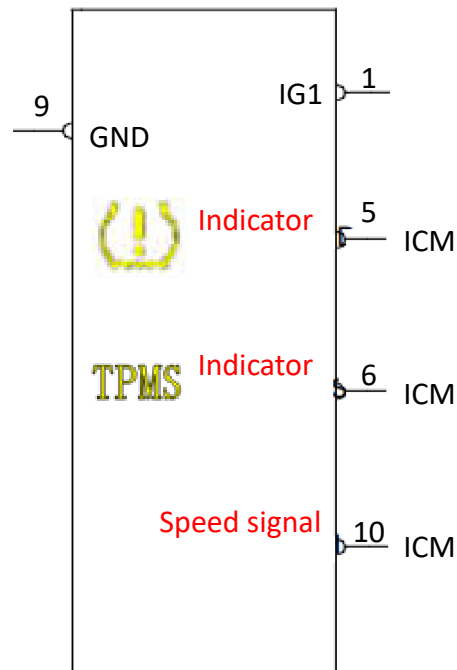 IG1 1
9
GND
Indicator 5
ICM
TPMS Indicator 6
ICM
Speed signal 10
ICM